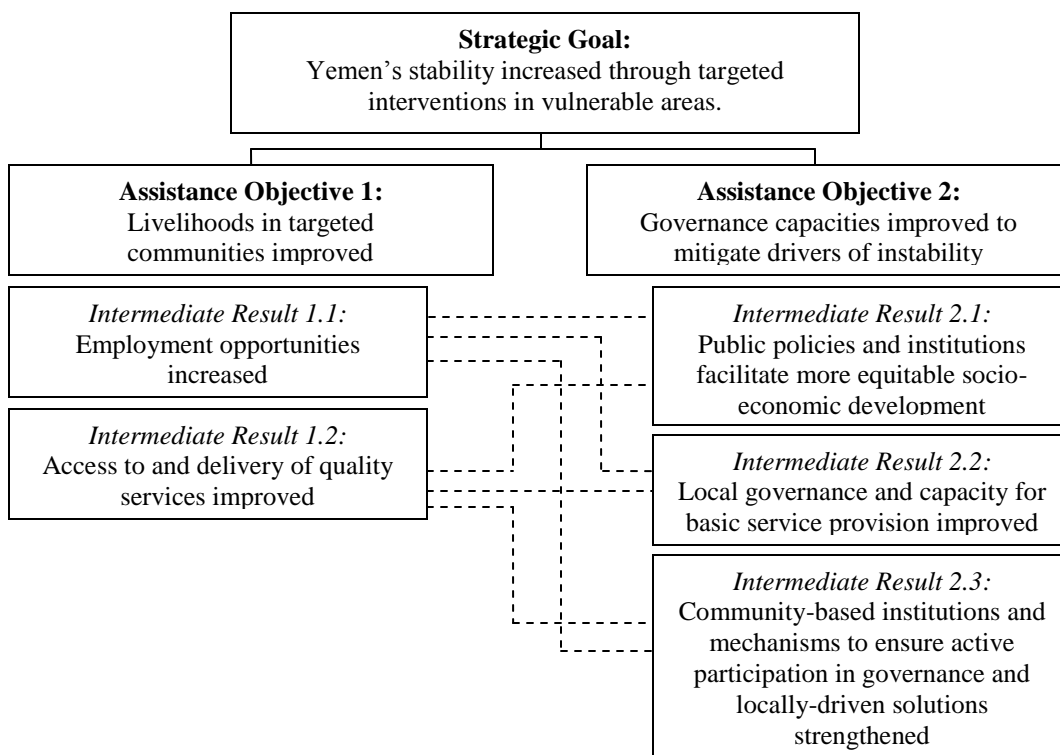 Strategic Goal:
Yemen’s stability increased through targeted
interventions in vulnerable areas.
Assistance Objective 1:
Livelihoods in targeted
communities improved
Assistance Objective 2:
Governance capacities improved to
mitigate drivers of instability
Intermediate Result 1.1:
Employment opportunities
increased
Intermediate Result 1.2:
Access to and delivery of quality
services improved
Intermediate Result 2.1:
Public policies and institutions
facilitate more equitable socio-
economic development
Intermediate Result 2.2:
Local governance and capacity for
basic service provision improved
Intermediate Result 2.3:
Community-based institutions and
mechanisms to ensure active
participation in governance and
locally-driven solutions
strengthened